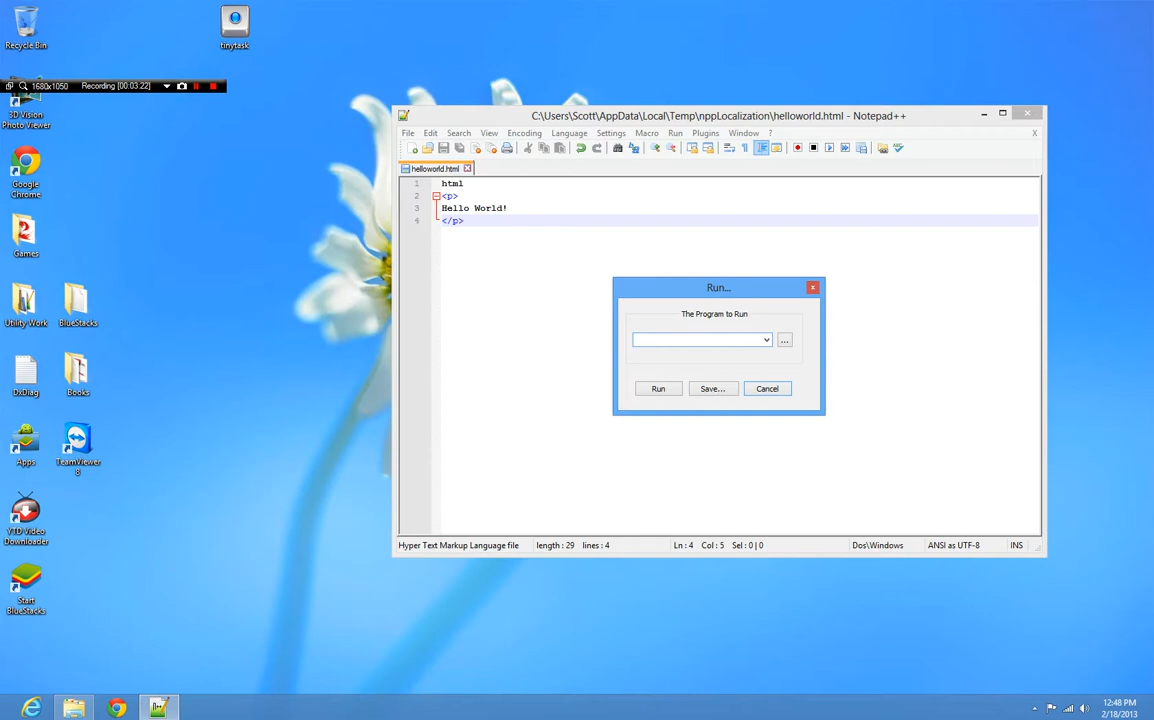 Recycle Bin
tinytask
1680x1050 Recording [00:03:22]
3D Vision
Photo Viewer
Google
Chrome
Games
Utility Work
BlueStacks
DxDiag
Books
Apps
TeamViewer
8
YTD Video
Downloader
Start
BlueStacks
C:\Users\Scott\AppData\Local\Temp\nppLocalization\helloworld.html - Notepad++
File Edit Search View Encoding Language Settings Macro Run Plugins Window ? X
helloworld.html
1 html
2 <p>
3 Hello World!
4 </p>
Run...
The Program to Run
...
Run Save... Cancel
Hyper Text Markup Language file length : 29 lines : 4 Ln : 4 Col : 5 Sel : 0 | 0 Dos\Windows ANSI as UTF-8 INS
12:48 PM
2/18/2013